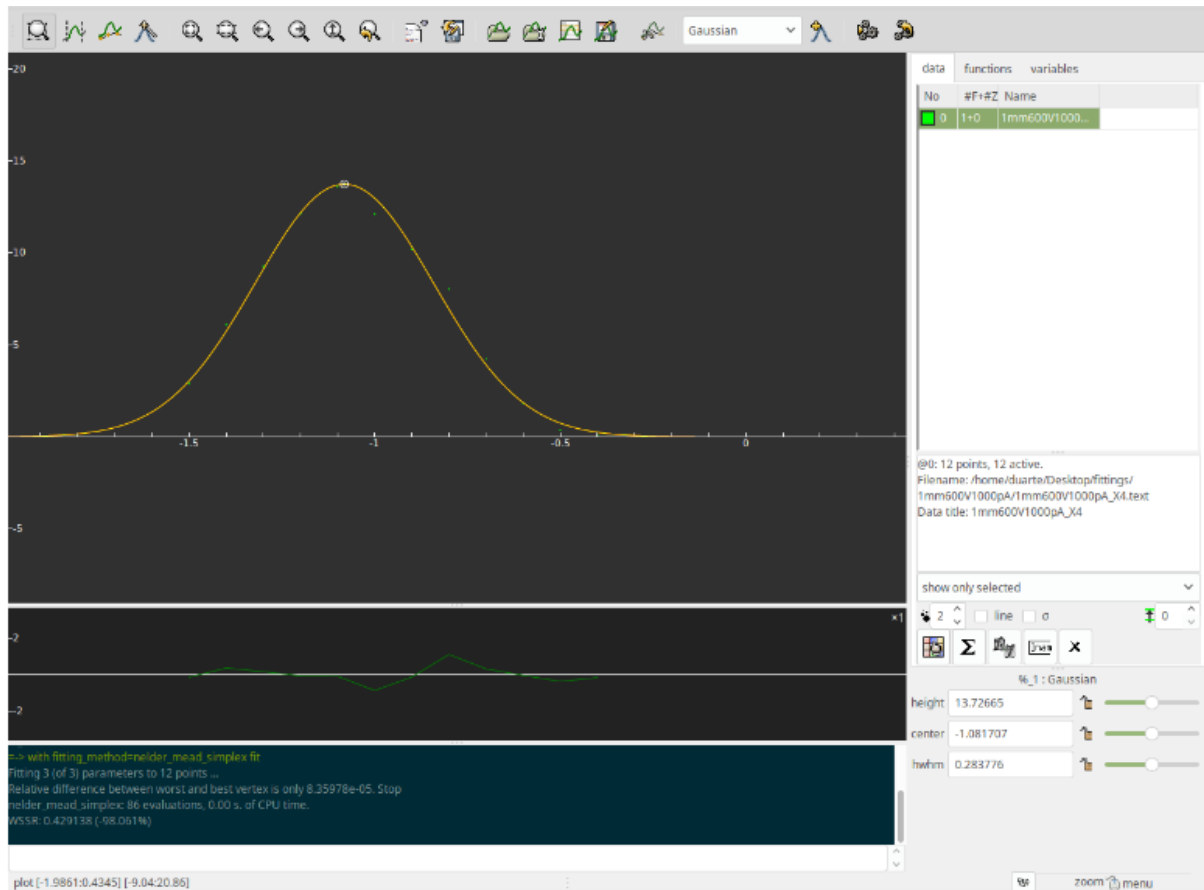 Gaussian
20
15
10
-5
-1.5
-1
-0.5
0
-5
×1
-2
-2
=-> with fitting_method=nelder_mead_simplex fit
Fitting 3 (of 3) parameters to 12 points ...
Relative difference between worst and best vertex is only 8.35978e-05. Stop
nelder_mead_simplex: 86 evaluations, 0.00 s. of CPU time.
WSSR: 0.429138 (-98.061%)
plot [-1.9861:0.4345] [-9.04:20.86]
data functions variables
No #F+#Z Name
0 1+0 1mm600V1000...
@0: 12 points, 12 active.
Filename: /home/duarte/Desktop/fittings/
1mm600V1000pA/1mm600V1000pA_X4.text
Data title: 1mm600V1000pA_X4
show only selected
2 line σ 0
Σ x
%_1 : Gaussian
height 13.72665
center -1.081707
hwhm 0.283776
zoom menu